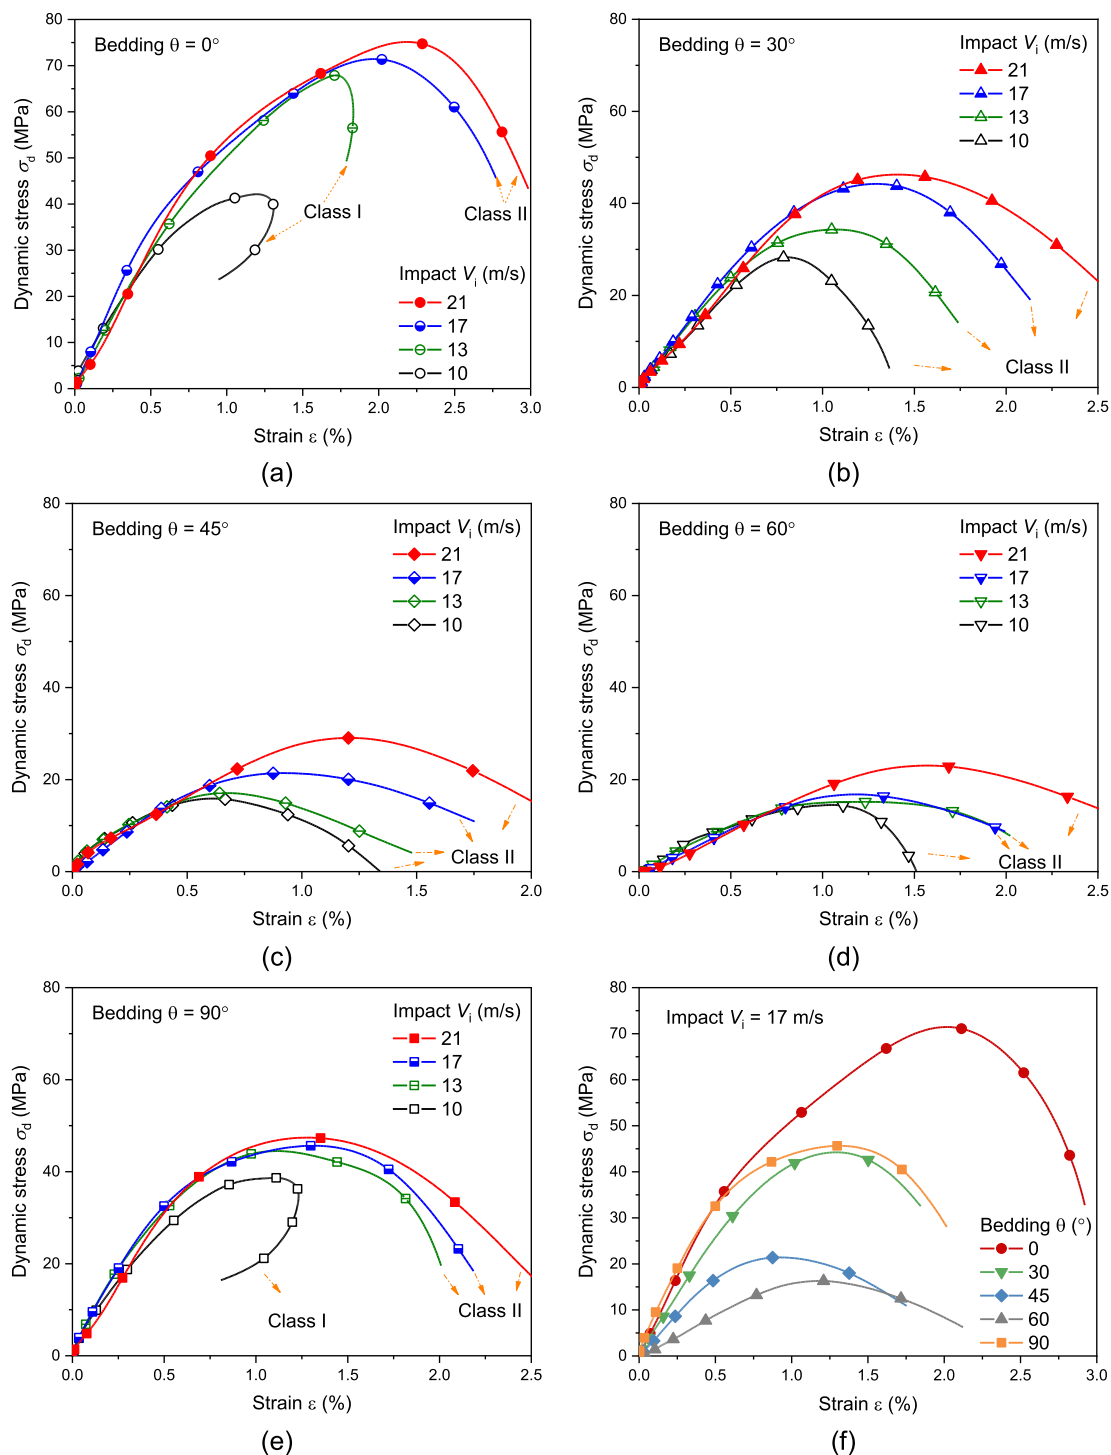 Bedding θ = 0°
Dynamic stress σd (MPa)
80
70
60
50
40
30
20
10
0
Class I
Class II
Impact Vi (m/s)
21
17
13
10
0.0 0.5 1.0 1.5 2.0 2.5 3.0
Strain ε (%)
(a)
Bedding θ = 30°
Impact Vi (m/s)
21
17
13
10
Dynamic stress σd (MPa)
80
60
40
20
0
Class II
0.0 0.5 1.0 1.5 2.0 2.5
Strain ε (%)
(b)
Bedding θ = 45°
Impact Vi (m/s)
21
17
13
10
Dynamic stress σd (MPa)
80
60
40
20
0
Class II
0.0 0.5 1.0 1.5 2.0
Strain ε (%)
(c)
Bedding θ = 60°
Impact Vi (m/s)
21
17
13
10
Dynamic stress σd (MPa)
80
60
40
20
0
Class II
0.0 0.5 1.0 1.5 2.0 2.5
Strain ε (%)
(d)
Bedding θ = 90°
Impact Vi (m/s)
21
17
13
10
Dynamic stress σd (MPa)
80
60
40
20
0
Class I
Class II
0.0 0.5 1.0 1.5 2.0 2.5
Strain ε (%)
(e)
Impact Vi = 17 m/s
Dynamic stress σd (MPa)
80
70
60
50
40
30
20
10
0
Bedding θ (°)
0
30
45
60
90
0.0 0.5 1.0 1.5 2.0 2.5 3.0
Strain ε (%)
(f)